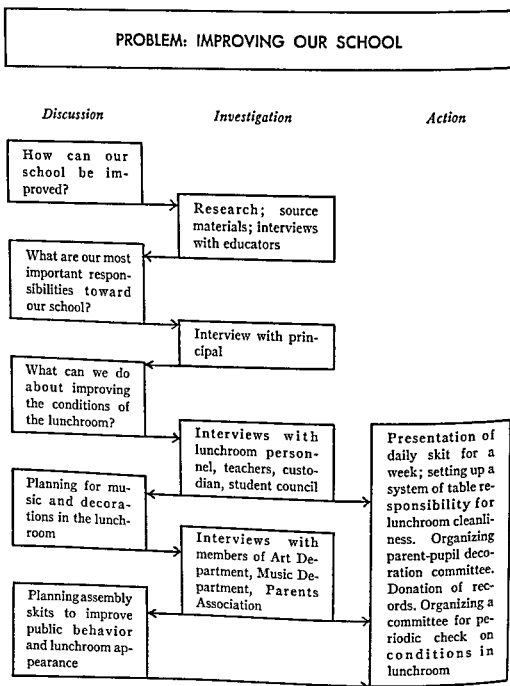 PROBLEM: IMPROVING OUR SCHOOL
Discussion
Investigation
Action
How can our
school be im-
proved?
Research; source
materials; interviews
with educators
What are our most
important respon-
sibilities toward
our school?
Interview with prin-
cipal
What can we do
about improving
the conditions of
the lunchroom?
Interviews with
lunchroom person-
nel, teachers, custo-
dian, student council
Planning for mu-
sic and decora-
tions in the lunch-
room
Interviews with
members of Art De-
partment, Music De-
partment, Parents
Association
Planning assembly
skits to improve
public behavior
and lunchroom ap-
pearance
Presentation of
daily skit for a
week; setting up a
system of table re-
sponsibility for
lunchroom cleanli-
ness. Organizing
parent-pupil deco-
ration committee.
Donation of rec-
ords. Organizing a
committee for pe-
riodic check on
conditions in
lunchroom